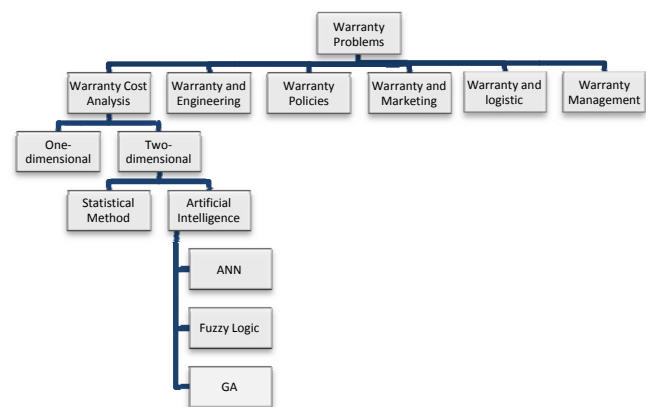 Warranty
Problems
Warranty Cost
Analysis
Warranty and
Engineering
Warranty
Policies
Warranty and
Marketing
Warranty and
logistic
Warranty
Management
One-
dimensional
Two-
dimensional
Statistical
Method
Artificial
Intelligence
ANN
Fuzzy Logic
GA